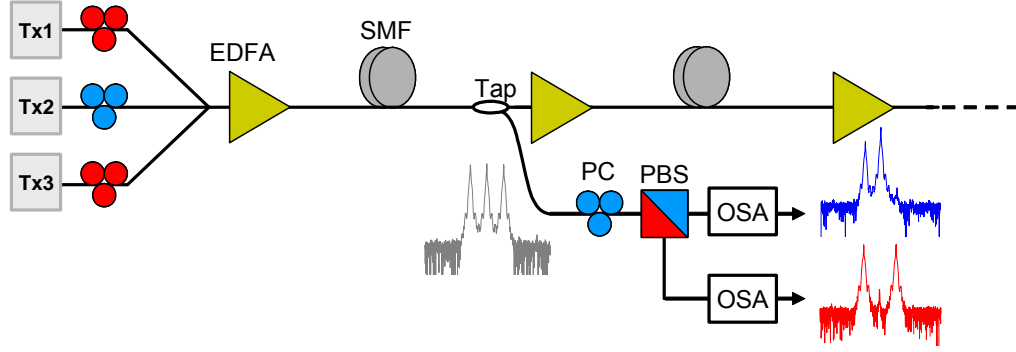 Tx1
EDFA
SMF
Tap
Tx2
Tx3
PC
PBS
OSA
OSA